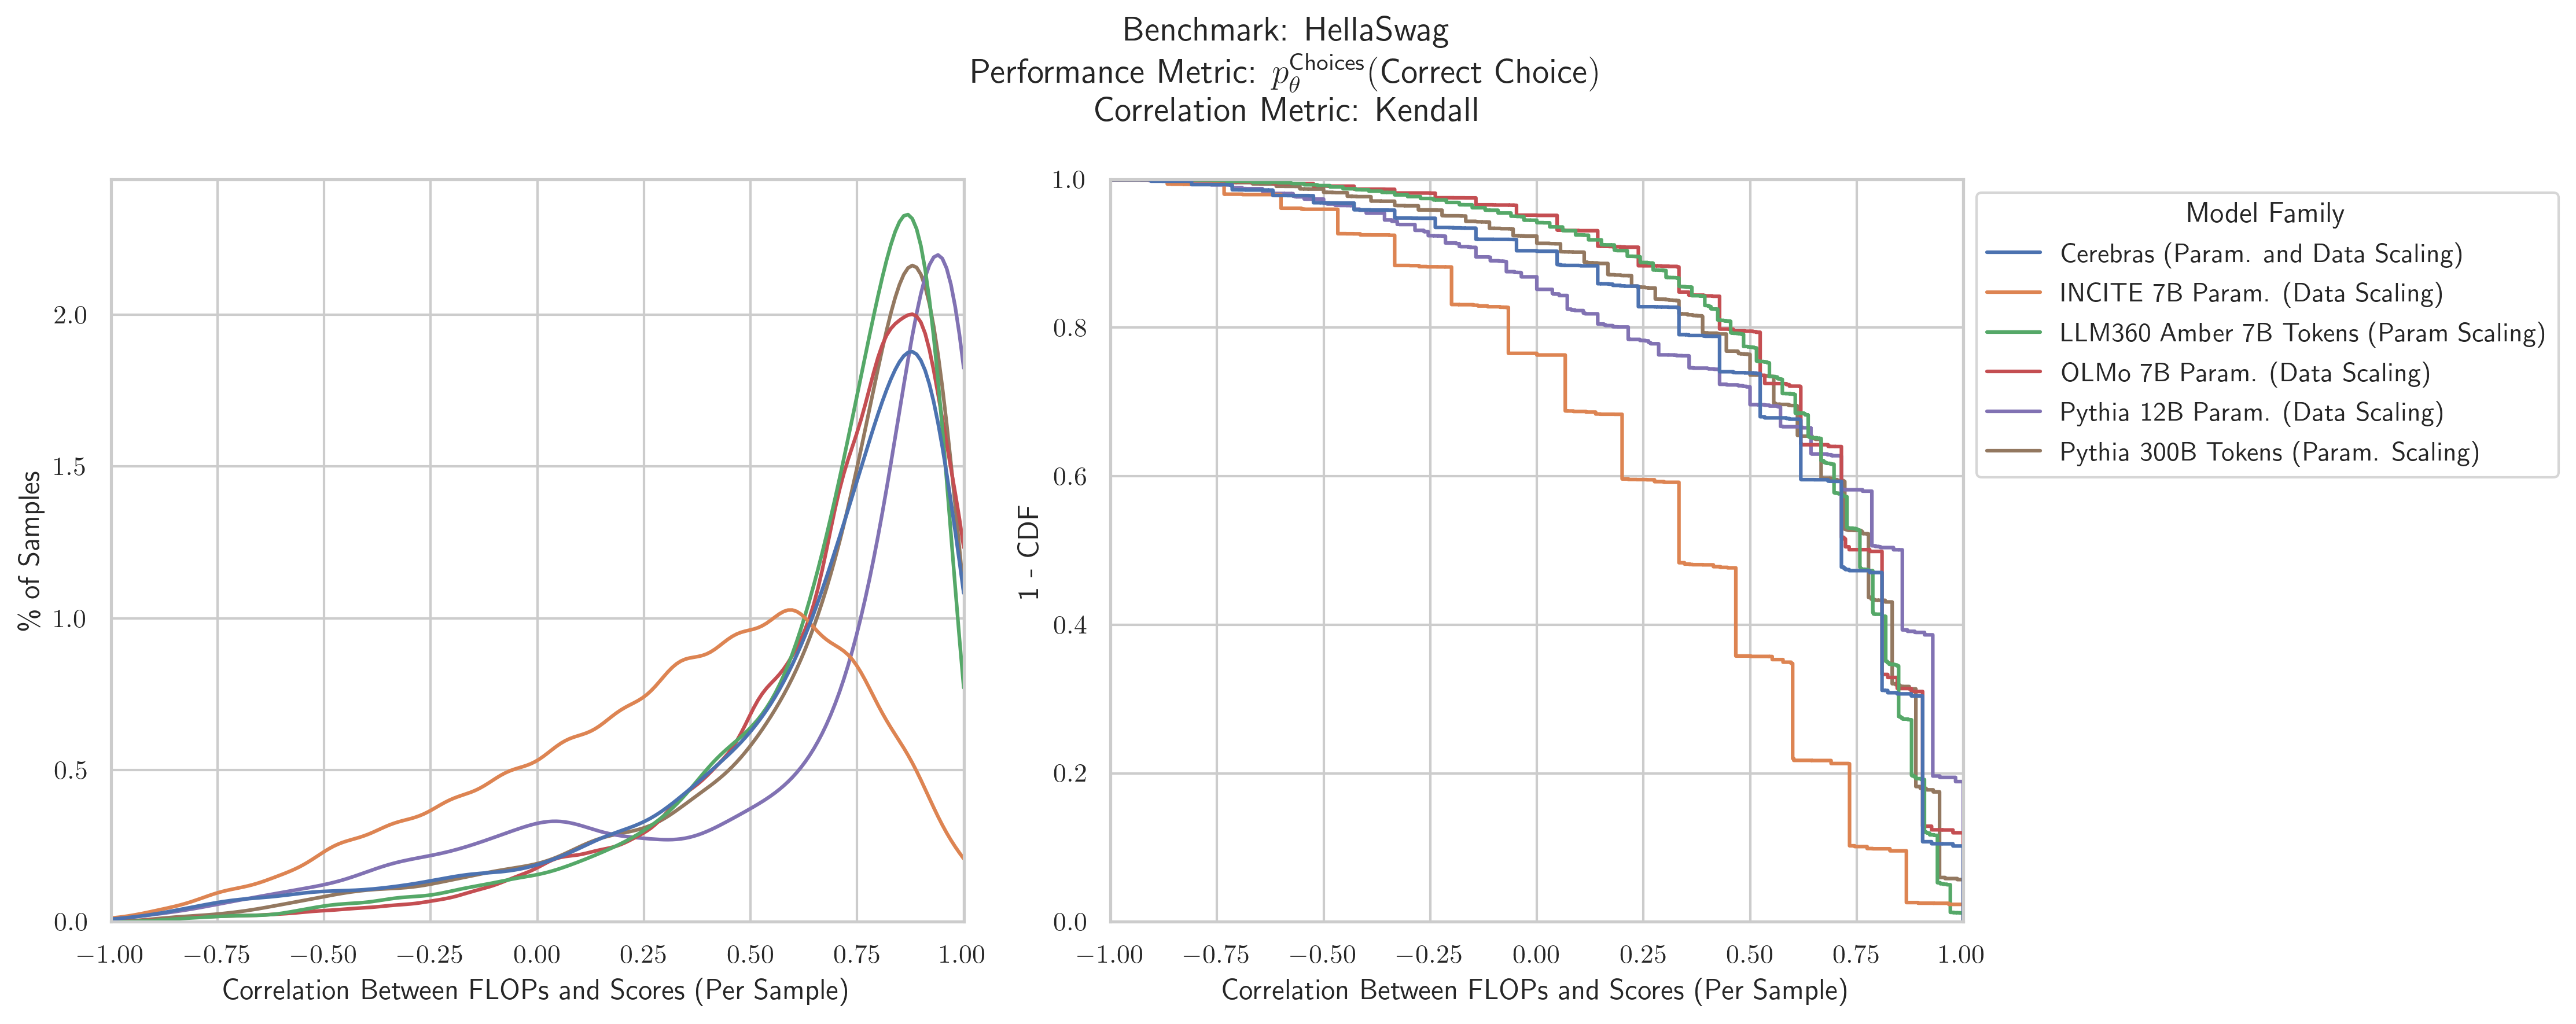 Benchmark: HellaSwag
Performance Metric: $p_\theta^{\text{Choices}}$(Correct Choice)
Correlation Metric: Kendall
% of Samples
2.0
1.5
1.0
0.5
0.0
−1.00 −0.75 −0.50 −0.25 0.00 0.25 0.50 0.75 1.00
Correlation Between FLOPs and Scores (Per Sample)
1 - CDF
1.0
0.8
0.6
0.4
0.2
0.0
−1.00 −0.75 −0.50 −0.25 0.00 0.25 0.50 0.75 1.00
Correlation Between FLOPs and Scores (Per Sample)
Model Family
Cerebras (Param. and Data Scaling)
INCITE 7B Param. (Data Scaling)
LLM360 Amber 7B Tokens (Param Scaling)
OLMo 7B Param. (Data Scaling)
Pythia 12B Param. (Data Scaling)
Pythia 300B Tokens (Param. Scaling)